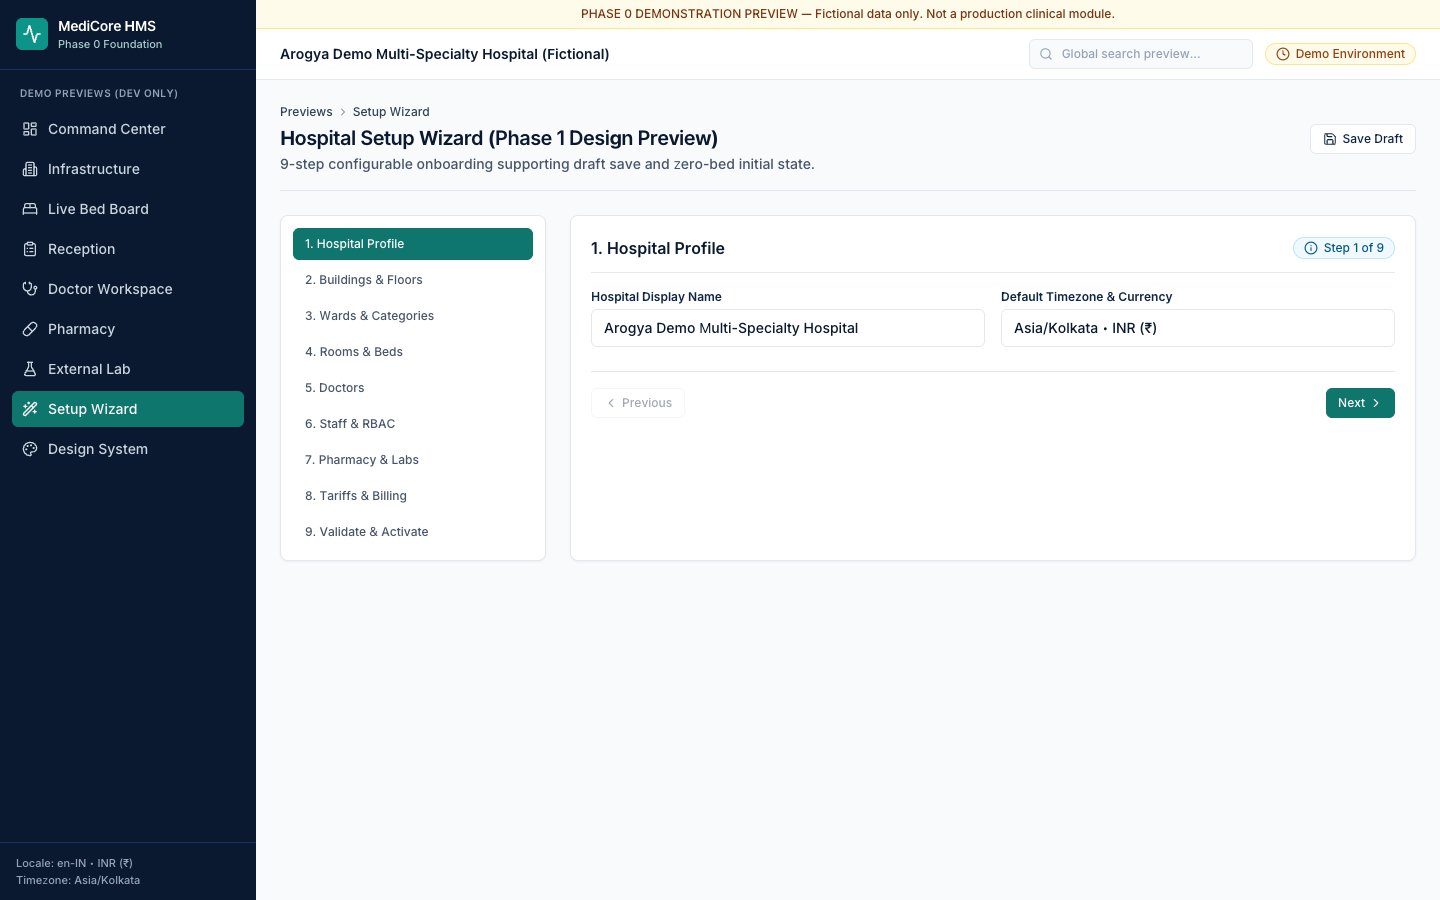 MediCore HMS
Phase 0 Foundation
DEMO PREVIEWS (DEV ONLY)
Command Center
Infrastructure
Live Bed Board
Reception
Doctor Workspace
Pharmacy
External Lab
Setup Wizard
Design System
Locale: en-IN • INR (₹)
Timezone: Asia/Kolkata
PHASE 0 DEMONSTRATION PREVIEW — Fictional data only. Not a production clinical module.
Arogya Demo Multi-Specialty Hospital (Fictional)
Global search preview...
Demo Environment
Previews > Setup Wizard
Hospital Setup Wizard (Phase 1 Design Preview)
9-step configurable onboarding supporting draft save and zero-bed initial state.
Save Draft
1. Hospital Profile
2. Buildings & Floors
3. Wards & Categories
4. Rooms & Beds
5. Doctors
6. Staff & RBAC
7. Pharmacy & Labs
8. Tariffs & Billing
9. Validate & Activate
1. Hospital Profile
Step 1 of 9
Hospital Display Name
Arogya Demo Multi-Specialty Hospital
Default Timezone & Currency
Asia/Kolkata • INR (₹)
Previous
Next